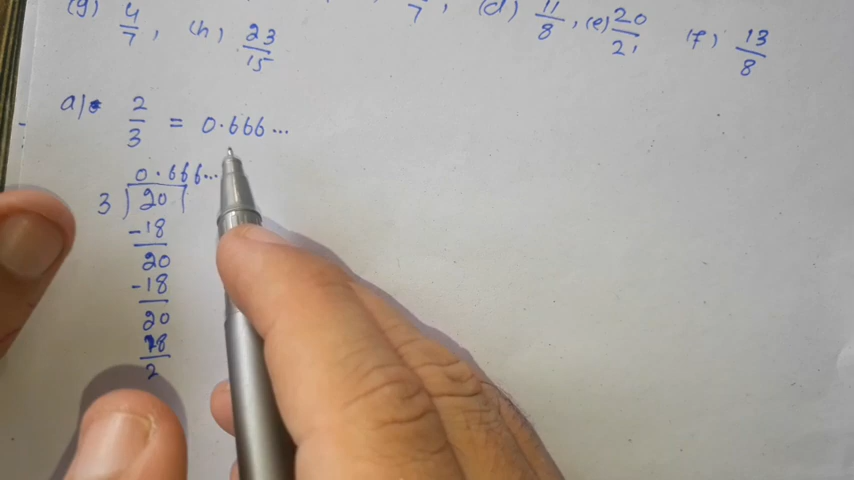 (g) 4/7, (h) 23/15 /7, (d) 11/8, (e) 20/21 (f) 13/8
a) 2/3 = 0.666...
0.666...
3 ) 20 (
-18
20
-18
20
18
2